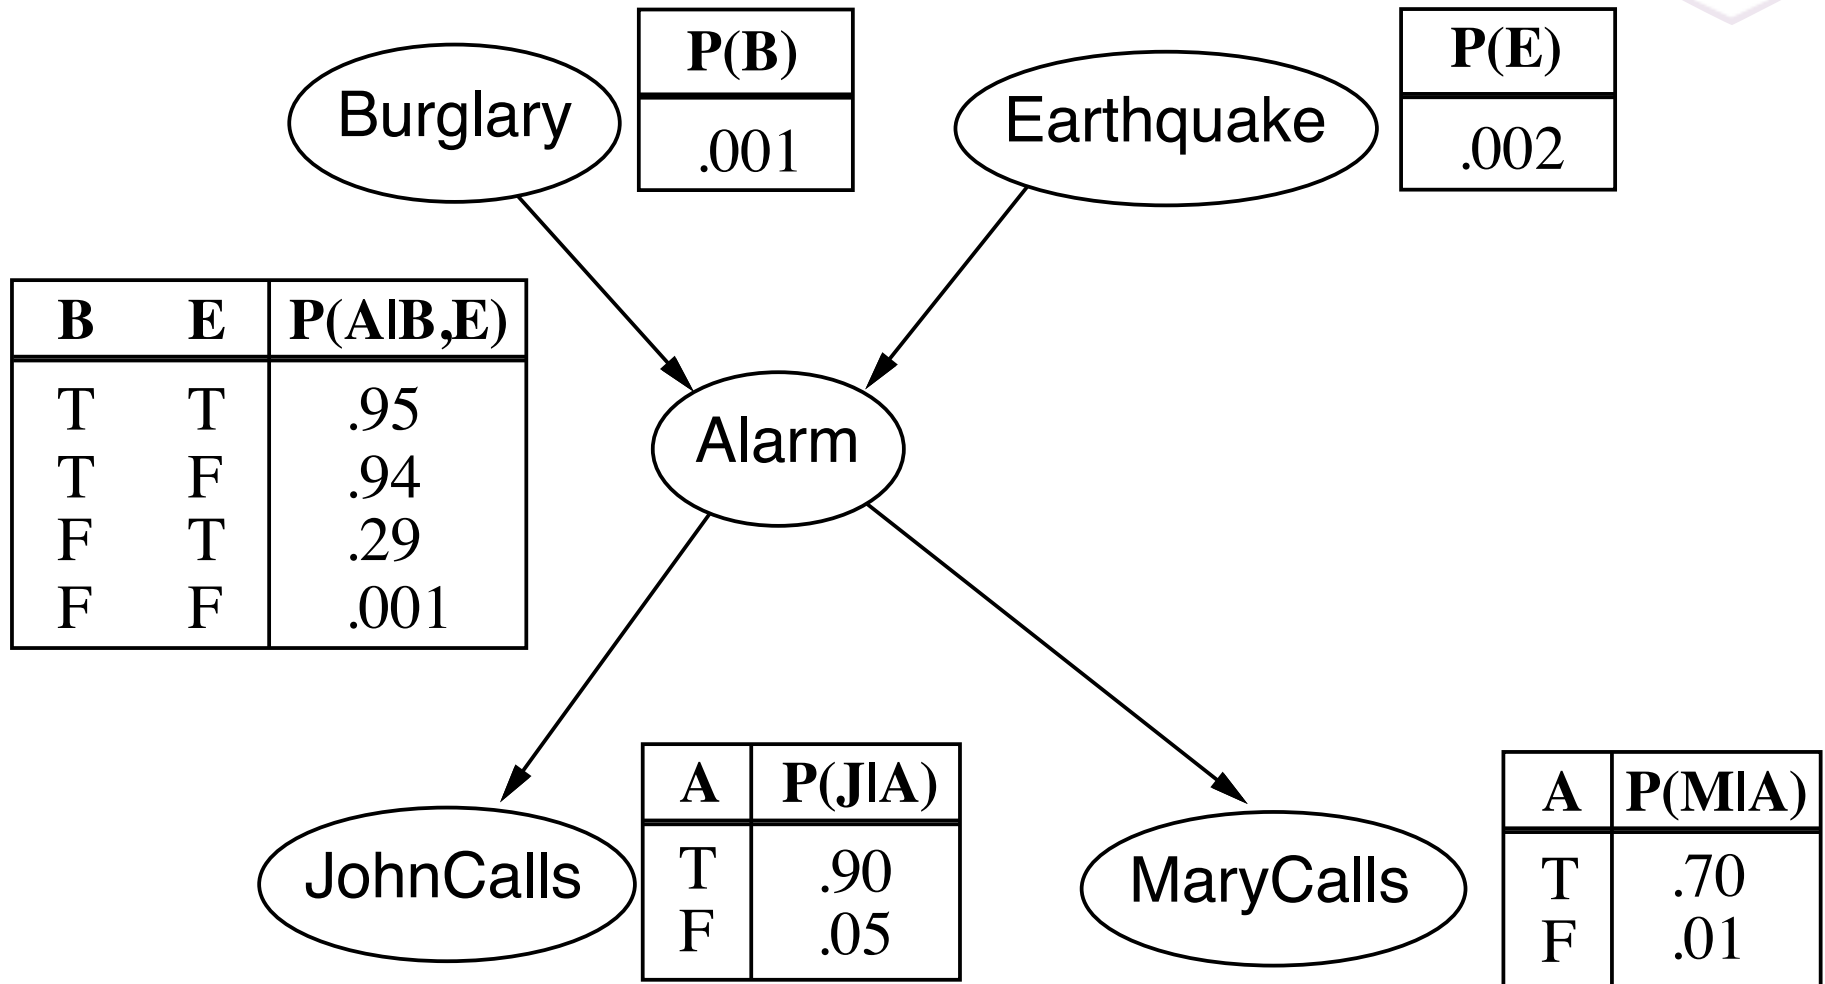 Burglary
P(B)
.001
Earthquake
P(E)
.002
B E P(A|B,E)
T T .95
T F .94
F T .29
F F .001
Alarm
JohnCalls
A P(J|A)
T .90
F .05
MaryCalls
A P(M|A)
T .70
F .01